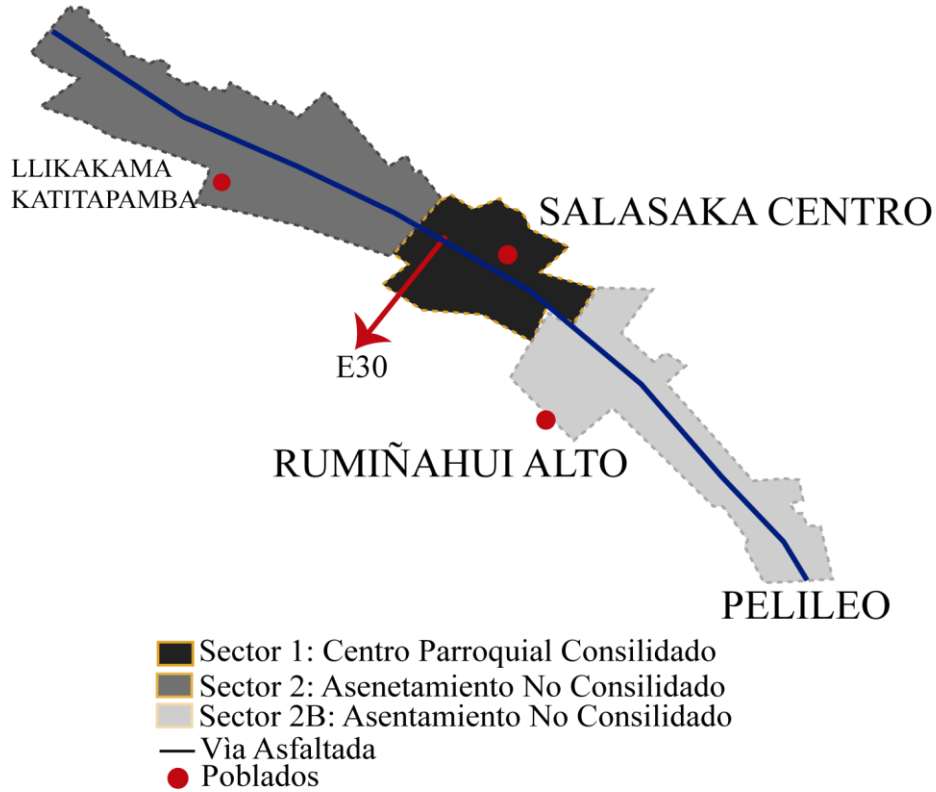 LLIKAKAMA
KATITAPAMBA
SALASAKA CENTRO
E30
RUMIÑAHUI ALTO
PELILEO
Sector 1: Centro Parroquial Consilidado
Sector 2: Asenetamiento No Consilidado
Sector 2B: Asentamiento No Consilidado
Vìa Asfaltada
Poblados